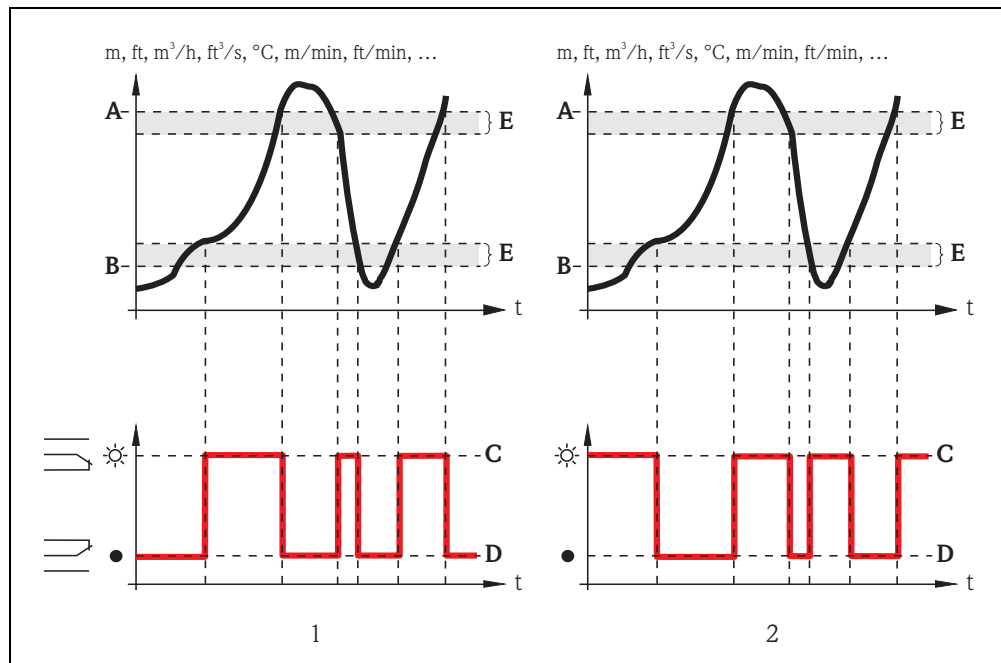 m, ft, m³/h, ft³/s, °C, m/min, ft/min, …
A
E
B
E
t
C
D
t
1
m, ft, m³/h, ft³/s, °C, m/min, ft/min, …
A
E
B
E
t
C
D
t
2